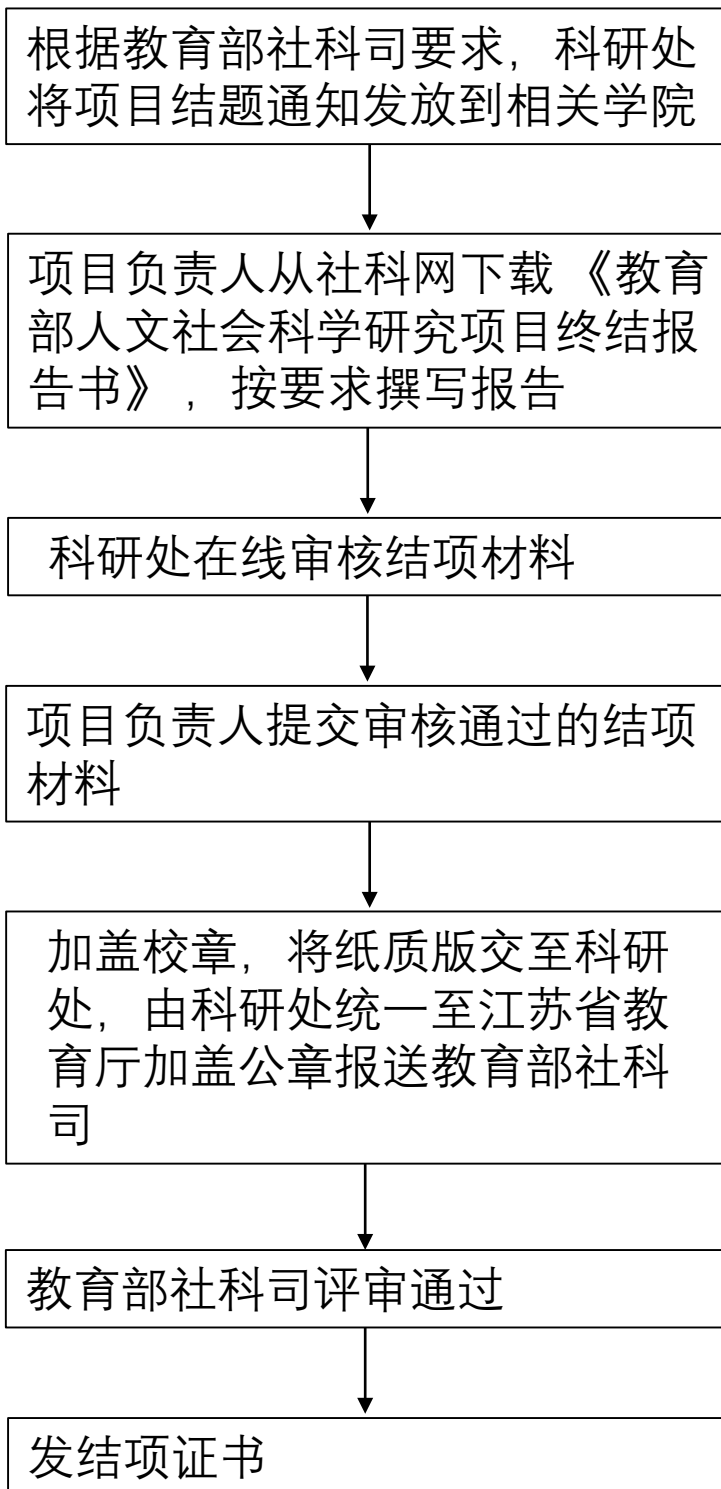 根据教育部社科司要求，科研处
将项目结题通知发放到相关学院
项目负责人从社科网下载《教育
部人文社会科学研究项目终结报
告书》，按要求撰写报告
科研处在线审核结项材料
项目负责人提交审核通过的结项
材料
加盖校章，将纸质版交至科研
处，由科研处统一至江苏省教
育厅加盖公章报送教育部社科
司
教育部社科司评审通过
发结项证书